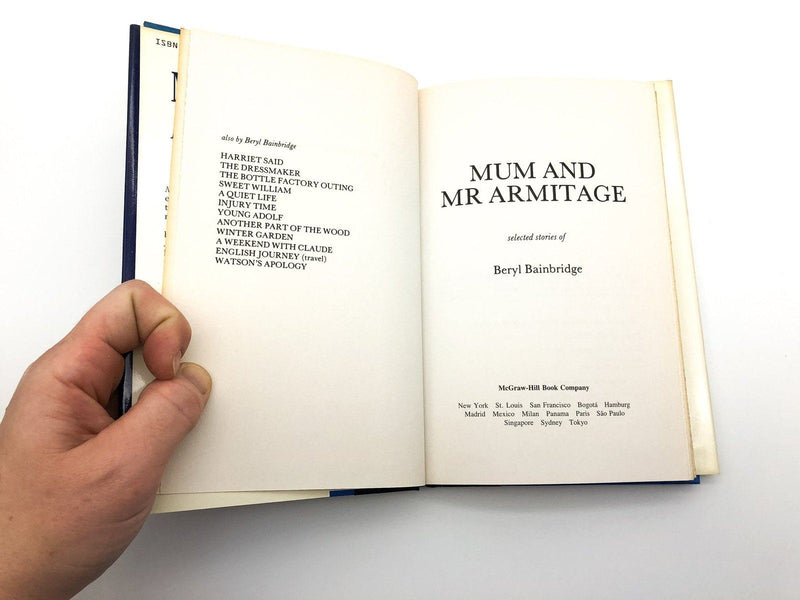 ISBN
also by Beryl Bainbridge
HARRIET SAID
THE DRESSMAKER
THE BOTTLE FACTORY OUTING
SWEET WILLIAM
A QUIET LIFE
INJURY TIME
YOUNG ADOLF
ANOTHER PART OF THE WOOD
WINTER GARDEN
A WEEKEND WITH CLAUDE
ENGLISH JOURNEY (travel)
WATSON'S APOLOGY
MUM AND
MR ARMITAGE
selected stories of
Beryl Bainbridge
McGraw-Hill Book Company
New York St. Louis San Francisco Bogotá Hamburg
Madrid Mexico Milan Panama Paris São Paulo
Singapore Sydney Tokyo